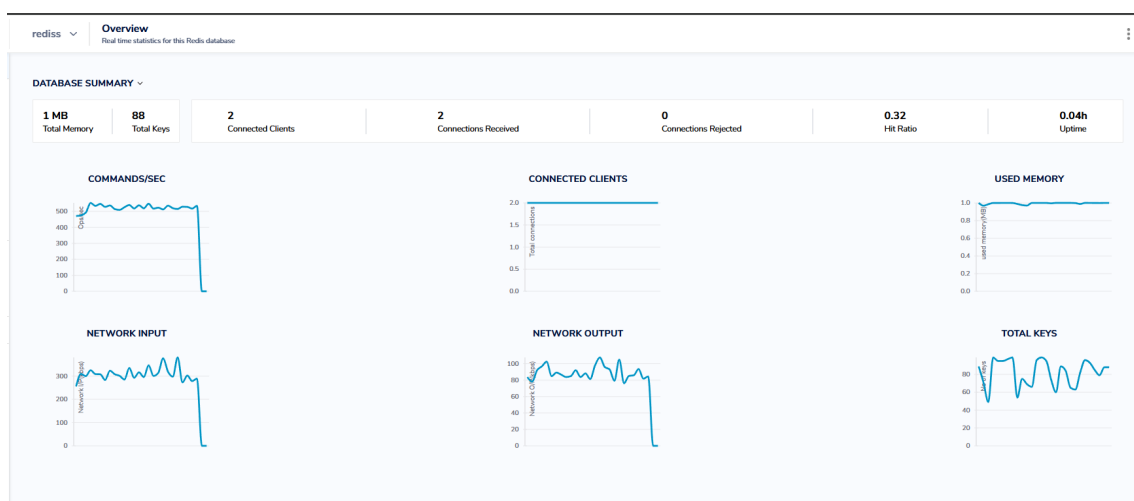 rediss
Overview
Real time statistics for this Redis database
DATABASE SUMMARY
1 MB
Total Memory
88
Total Keys
2
Connected Clients
2
Connections Received
0
Connections Rejected
0.32
Hit Ratio
0.04h
Uptime
COMMANDS/SEC
500
400
300
200
100
0
CONNECTED CLIENTS
2.0
1.5
1.0
0.5
0.0
Total connections
USED MEMORY
1.0
0.8
0.6
0.4
0.2
0.0
used memory(MB)
NETWORK INPUT
300
200
100
0
Network
NETWORK OUTPUT
100
80
60
40
20
0
Network
TOTAL KEYS
80
60
40
20
0
keys